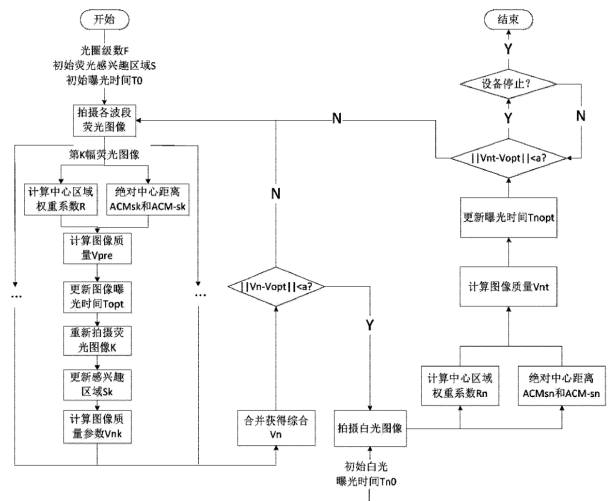 开始
光圈级数F
初始荧光感兴趣区域S
初始曝光时间T0
拍摄各波段
荧光图像
第K幅荧光图像
计算中心区域
权重系数R
绝对中心距离
ACMsk和ACM-sk
计算图像质
量Vpre
更新图像曝
光时间Topt
重新拍摄荧
光图像K
更新感兴趣
区域Sk
计算图像质
量参数Vnk
...
...
合并获得综合
Vn
||Vn-Vopt||<a?
N
Y
拍摄白光图像
初始白光
曝光时间Tn0
计算中心区域
权重系数Rn
绝对中心距离
ACMsn和ACM-sn
计算图像质量Vnt
更新曝光时间Tnopt
||Vnt-Vopt||<a?
N
Y
设备停止?
N
Y
结束